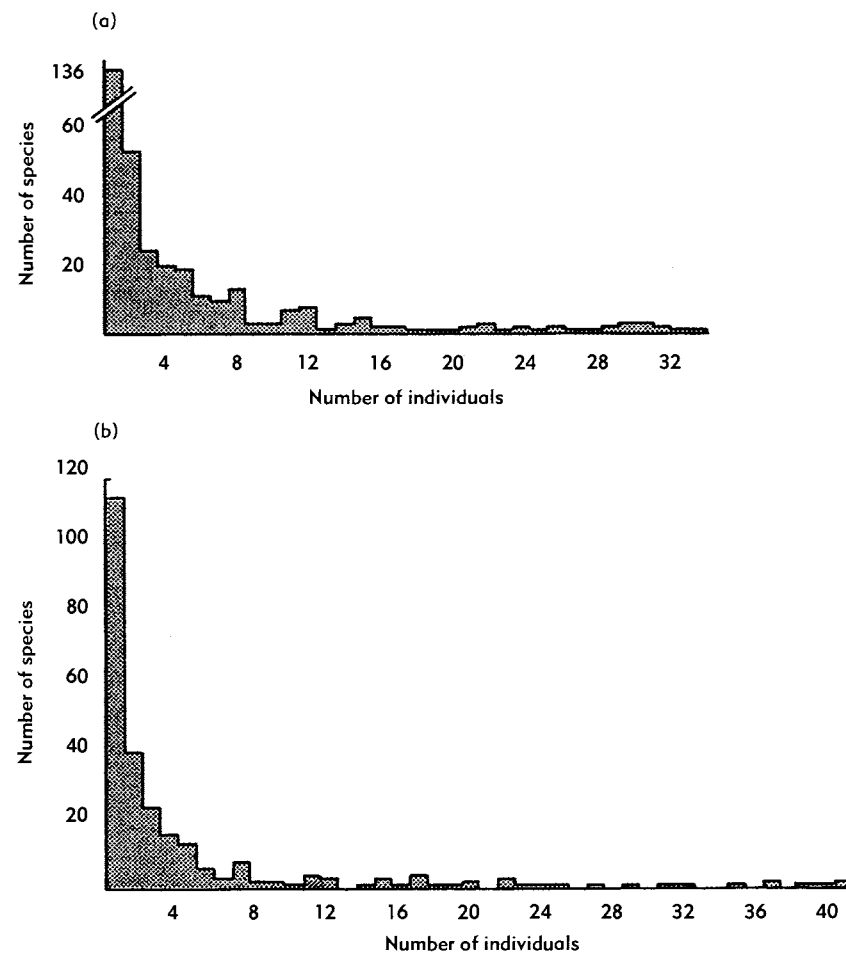 (a)
136
60
40
20
Number of species
4 8 12 16 20 24 28 32
Number of individuals
(b)
120
100
80
60
40
20
Number of species
4 8 12 16 20 24 28 32 36 40
Number of individuals